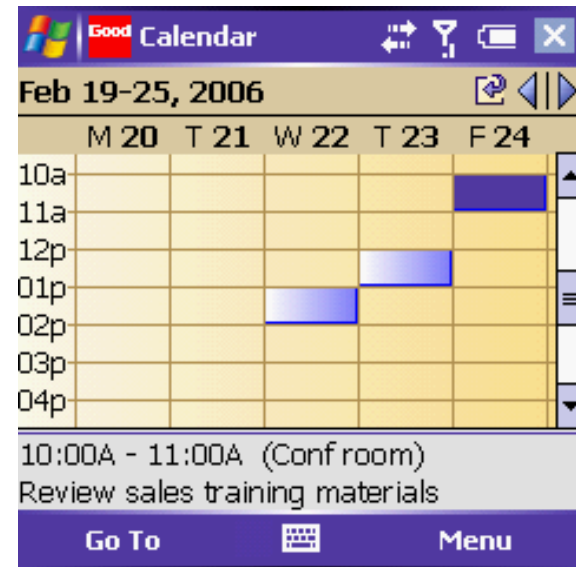 Good Calendar
Feb 19-25, 2006
M 20 T 21 W 22 T 23 F 24
10a
11a
12p
01p
02p
03p
04p
10:00A - 11:00A (Conf room)
Review sales training materials
Go To Menu